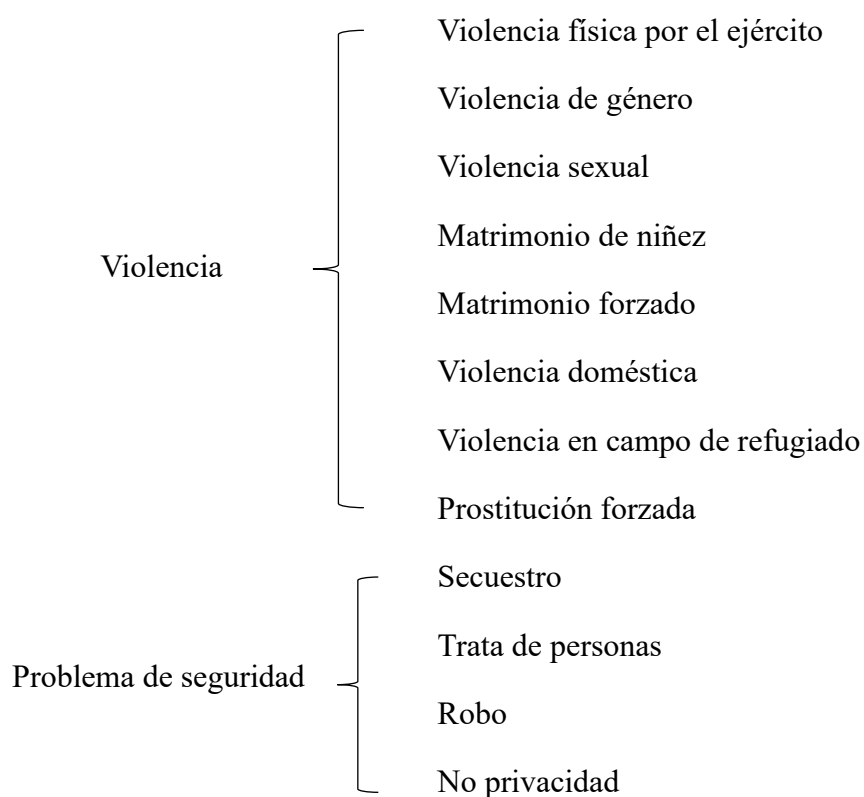 Violencia física por el ejército
Violencia de género
Violencia sexual
Matrimonio de niñez
Violencia
Matrimonio forzado
Violencia doméstica
Violencia en campo de refugiado
Prostitución forzada
Secuestro
Trata de personas
Problema de seguridad
Robo
No privacidad